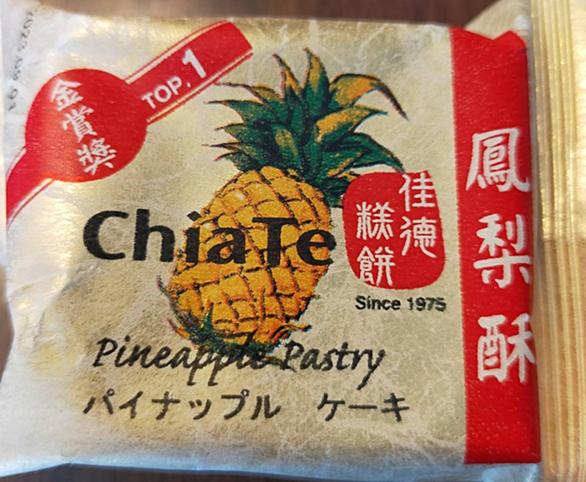 金賞獎
TOP.1
ChiaTe
佳德
糕餅
Since 1975
Pineapple Pastry
パイナップル ケーキ
鳳梨酥